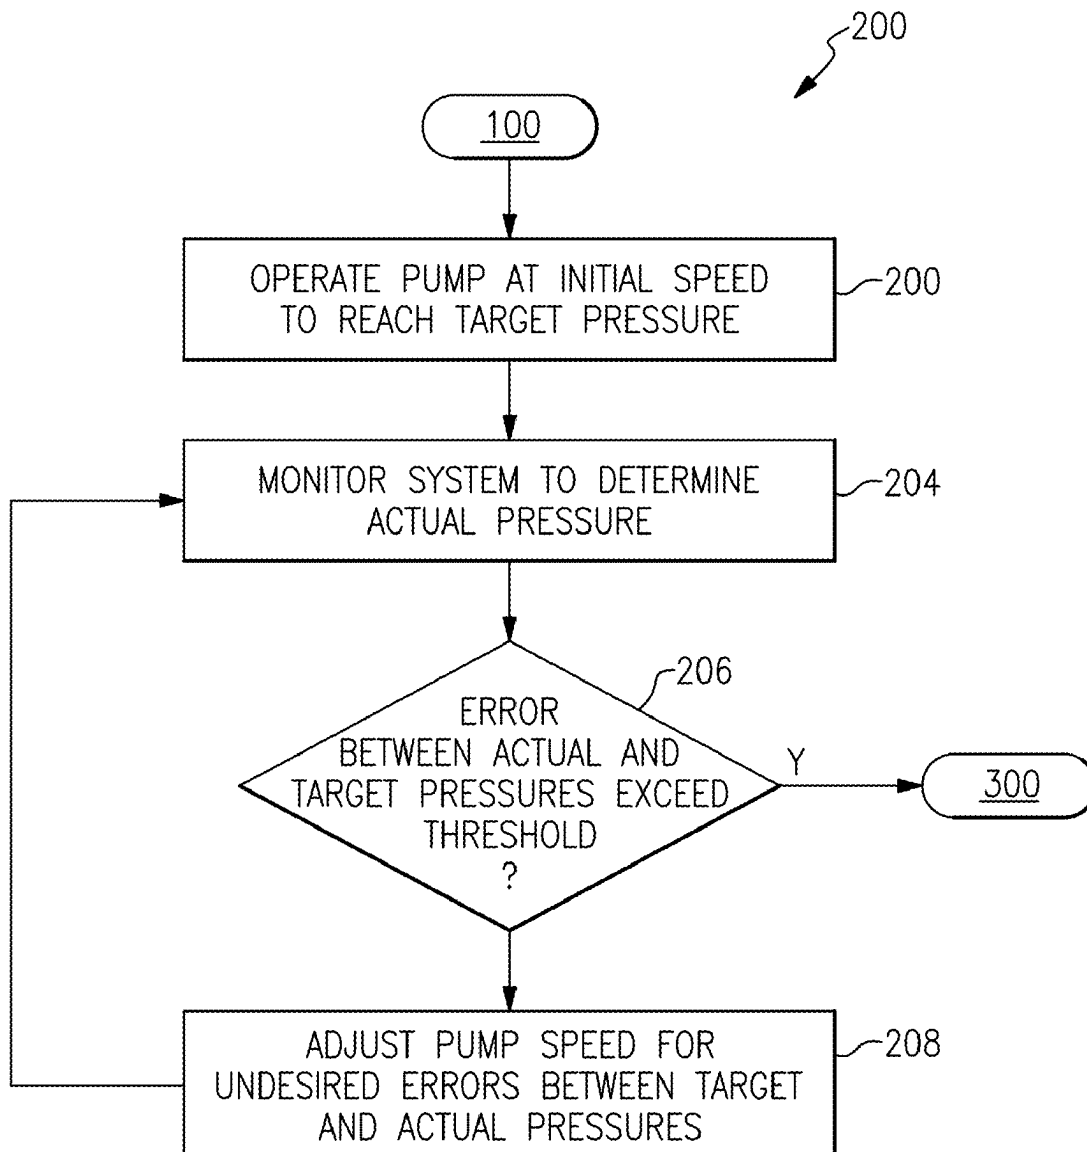 200
100
OPERATE PUMP AT INITIAL SPEED
TO REACH TARGET PRESSURE
200
MONITOR SYSTEM TO DETERMINE
ACTUAL PRESSURE
204
206
ERROR
BETWEEN ACTUAL AND
TARGET PRESSURES EXCEED
THRESHOLD
?
Y
300
ADJUST PUMP SPEED FOR
UNDESIRED ERRORS BETWEEN TARGET
AND ACTUAL PRESSURES
208